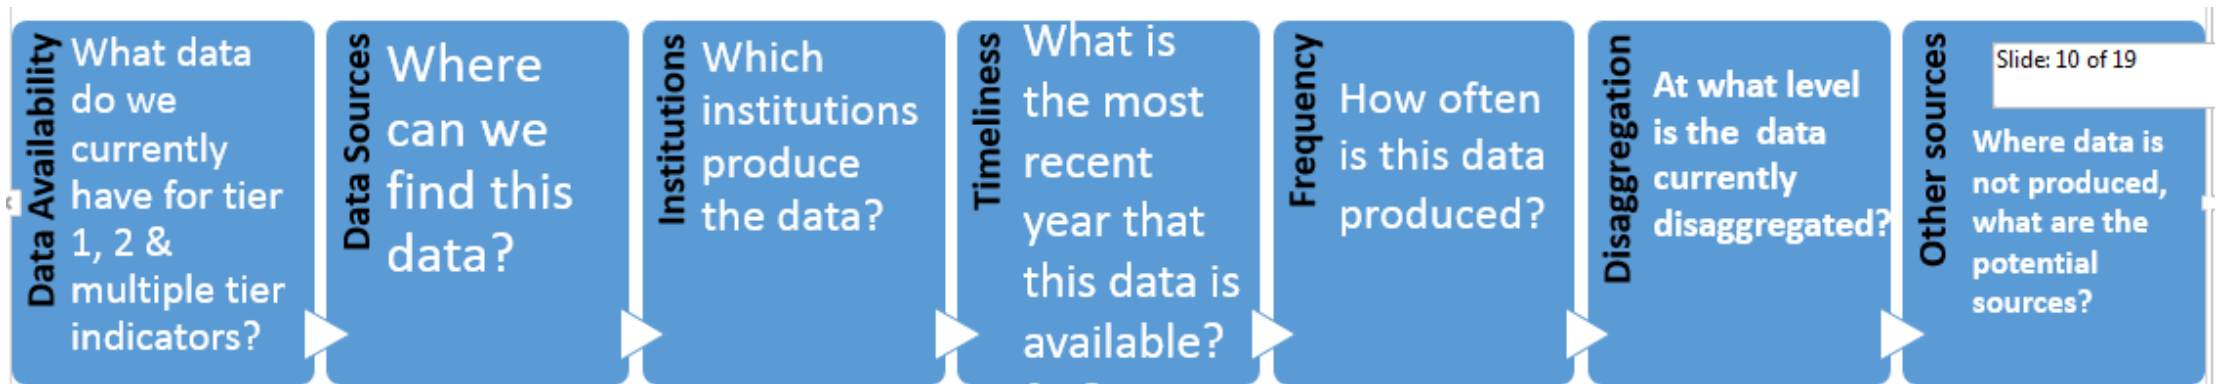 Data Availability
What data
do we
currently
have for tier
1, 2 &
multiple tier
indicators?
Data Sources
Where
can we
find this
data?
Institutions
Which
institutions
produce
the data?
Timeliness
What is
the most
recent
year that
this data is
available?
Frequency
How often
is this data
produced?
Disaggregation
At what level
is the data
currently
disaggregated?
Other sources
Slide: 10 of 19
Where data is
not produced,
what are the
potential
sources?